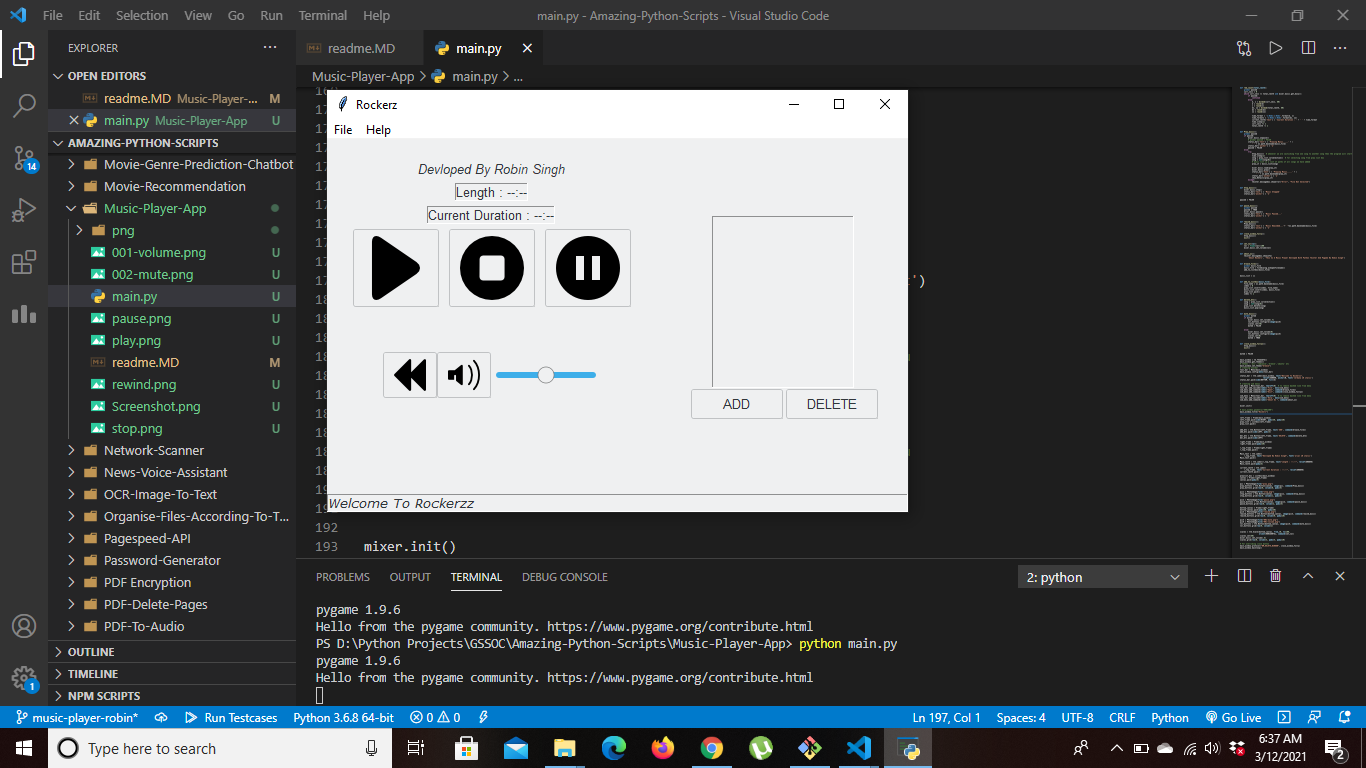 File Edit Selection View Go Run Terminal Help
main.py - Amazing-Python-Scripts - Visual Studio Code
EXPLORER
OPEN EDITORS
readme.MD Music-Player-... M
main.py Music-Player-App U
AMAZING-PYTHON-SCRIPTS
Movie-Genre-Prediction-Chatbot
Movie-Recommendation
Music-Player-App
png
001-volume.png U
002-mute.png U
main.py U
pause.png U
play.png U
readme.MD M
rewind.png U
Screenshot.png U
stop.png U
Network-Scanner
News-Voice-Assistant
OCR-Image-To-Text
Organise-Files-According-To-T...
Pagespeed-API
Password-Generator
PDF Encryption
PDF-Delete-Pages
PDF-To-Audio
OUTLINE
TIMELINE
NPM SCRIPTS
14
1
readme.MD
main.py
Music-Player-App > main.py > ...
Rockerz
File Help
Devloped By Robin Singh
Length : --:--
Current Duration : --:--
ADD DELETE
Welcome To Rockerzz
')
192
193 mixer.init()
PROBLEMS OUTPUT TERMINAL DEBUG CONSOLE
2: python
pygame 1.9.6
Hello from the pygame community. https://www.pygame.org/contribute.html
PS D:\Python Projects\GSSOC\Amazing-Python-Scripts\Music-Player-App> python main.py
pygame 1.9.6
Hello from the pygame community. https://www.pygame.org/contribute.html
music-player-robin* Run Testcases Python 3.6.8 64-bit 0 0
Ln 197, Col 1 Spaces: 4 UTF-8 CRLF Python Go Live
Type here to search
6:37 AM
3/12/2021
2